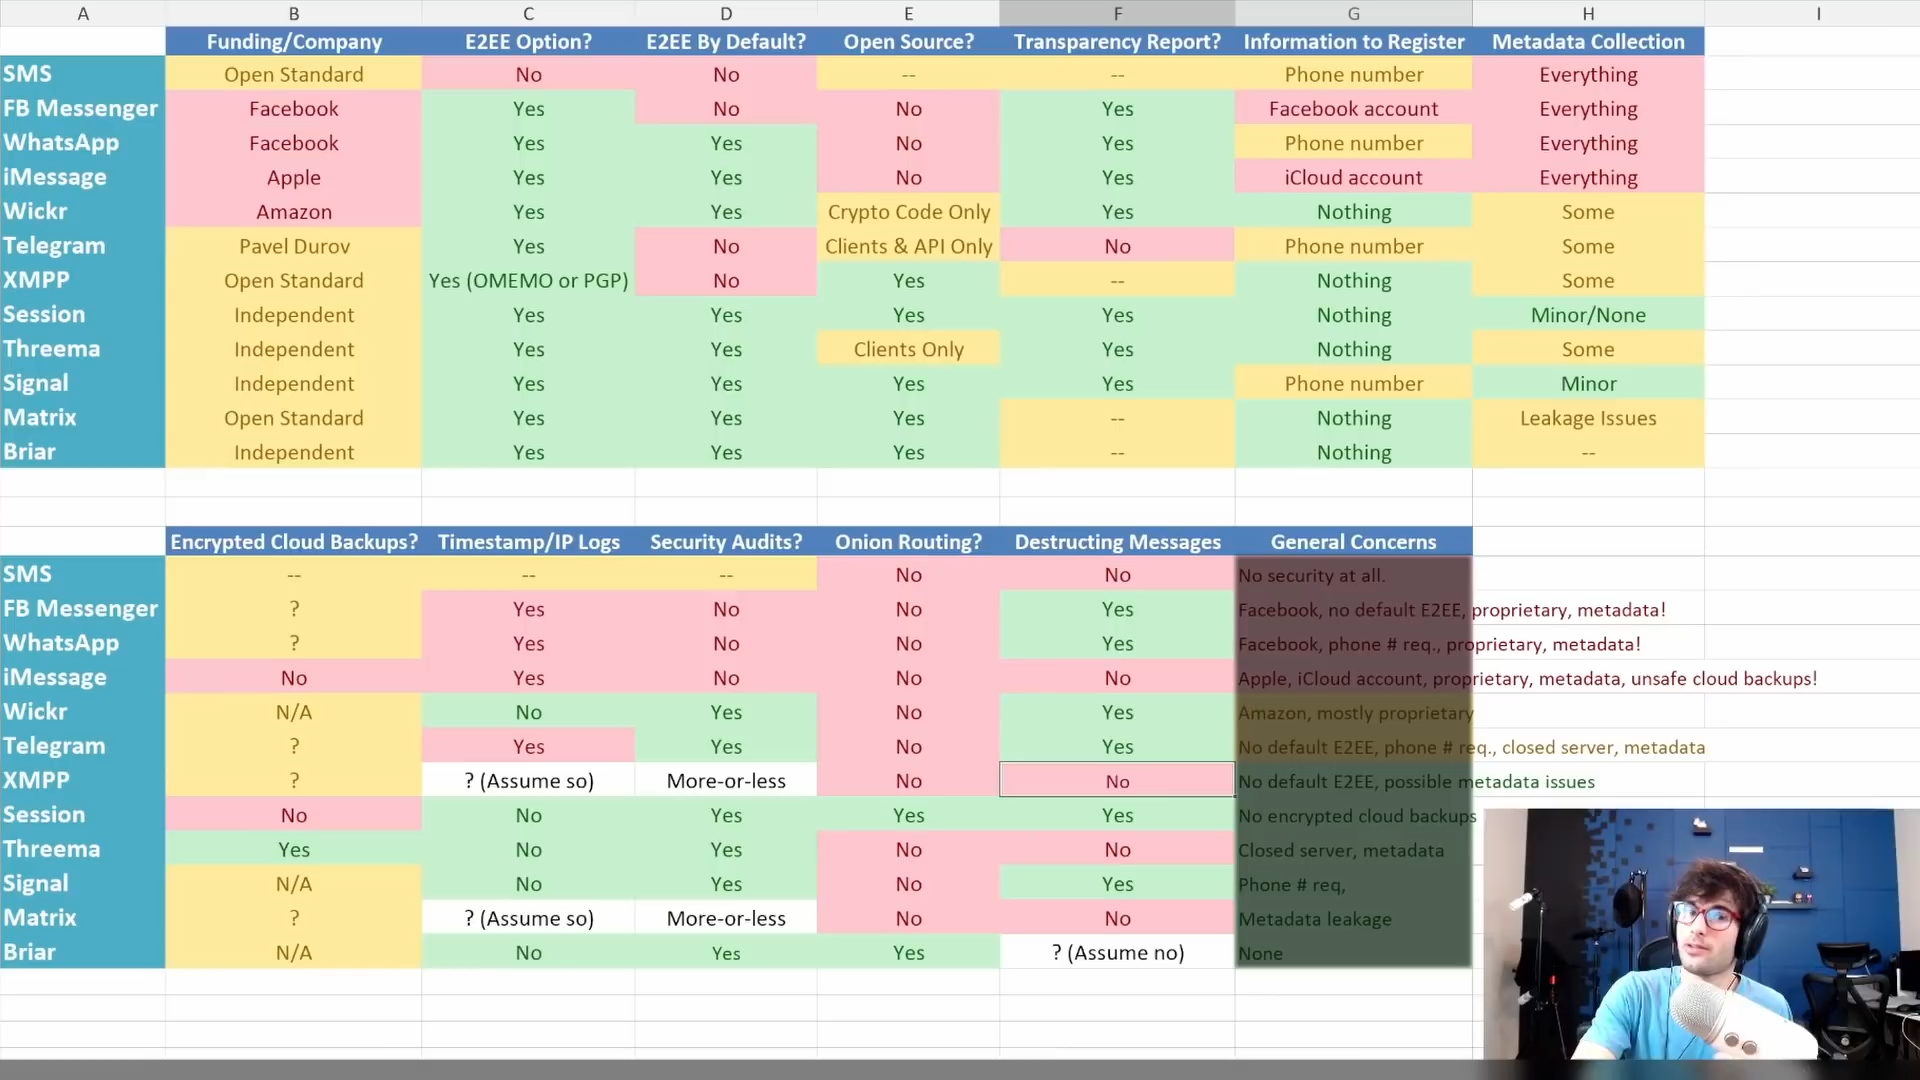 A B C D E F G H I
Funding/Company E2EE Option? E2EE By Default? Open Source? Transparency Report? Information to Register Metadata Collection
SMS Open Standard No No -- -- Phone number Everything
FB Messenger Facebook Yes No No Yes Facebook account Everything
WhatsApp Facebook Yes Yes No Yes Phone number Everything
iMessage Apple Yes Yes No Yes iCloud account Everything
Wickr Amazon Yes Yes Crypto Code Only Yes Nothing Some
Telegram Pavel Durov Yes No Clients & API Only No Phone number Some
XMPP Open Standard Yes (OMEMO or PGP) No Yes -- Nothing Some
Session Independent Yes Yes Yes Yes Nothing Minor/None
Threema Independent Yes Yes Clients Only Yes Nothing Some
Signal Independent Yes Yes Yes Yes Phone number Minor
Matrix Open Standard Yes Yes Yes -- Nothing Leakage Issues
Briar Independent Yes Yes Yes -- Nothing --
Encrypted Cloud Backups? Timestamp/IP Logs Security Audits? Onion Routing? Destructing Messages General Concerns
SMS -- -- -- No No No security at all.
FB Messenger ? Yes No No Yes Facebook, no default E2EE, proprietary, metadata!
WhatsApp ? Yes No No Yes Facebook, phone # req., proprietary, metadata!
iMessage No Yes No No No Apple, iCloud account, proprietary, metadata, unsafe cloud backups!
Wickr N/A No Yes No Yes Amazon, mostly proprietary
Telegram ? Yes Yes No Yes No default E2EE, phone # req., closed server, metadata
XMPP ? ? (Assume so) More-or-less No No No default E2EE, possible metadata issues
Session No No Yes Yes Yes No encrypted cloud backups
Threema Yes No Yes No No Closed server, metadata
Signal N/A No Yes No Yes Phone # req,
Matrix ? ? (Assume so) More-or-less No No Metadata leakage
Briar N/A No Yes Yes ? (Assume no) None